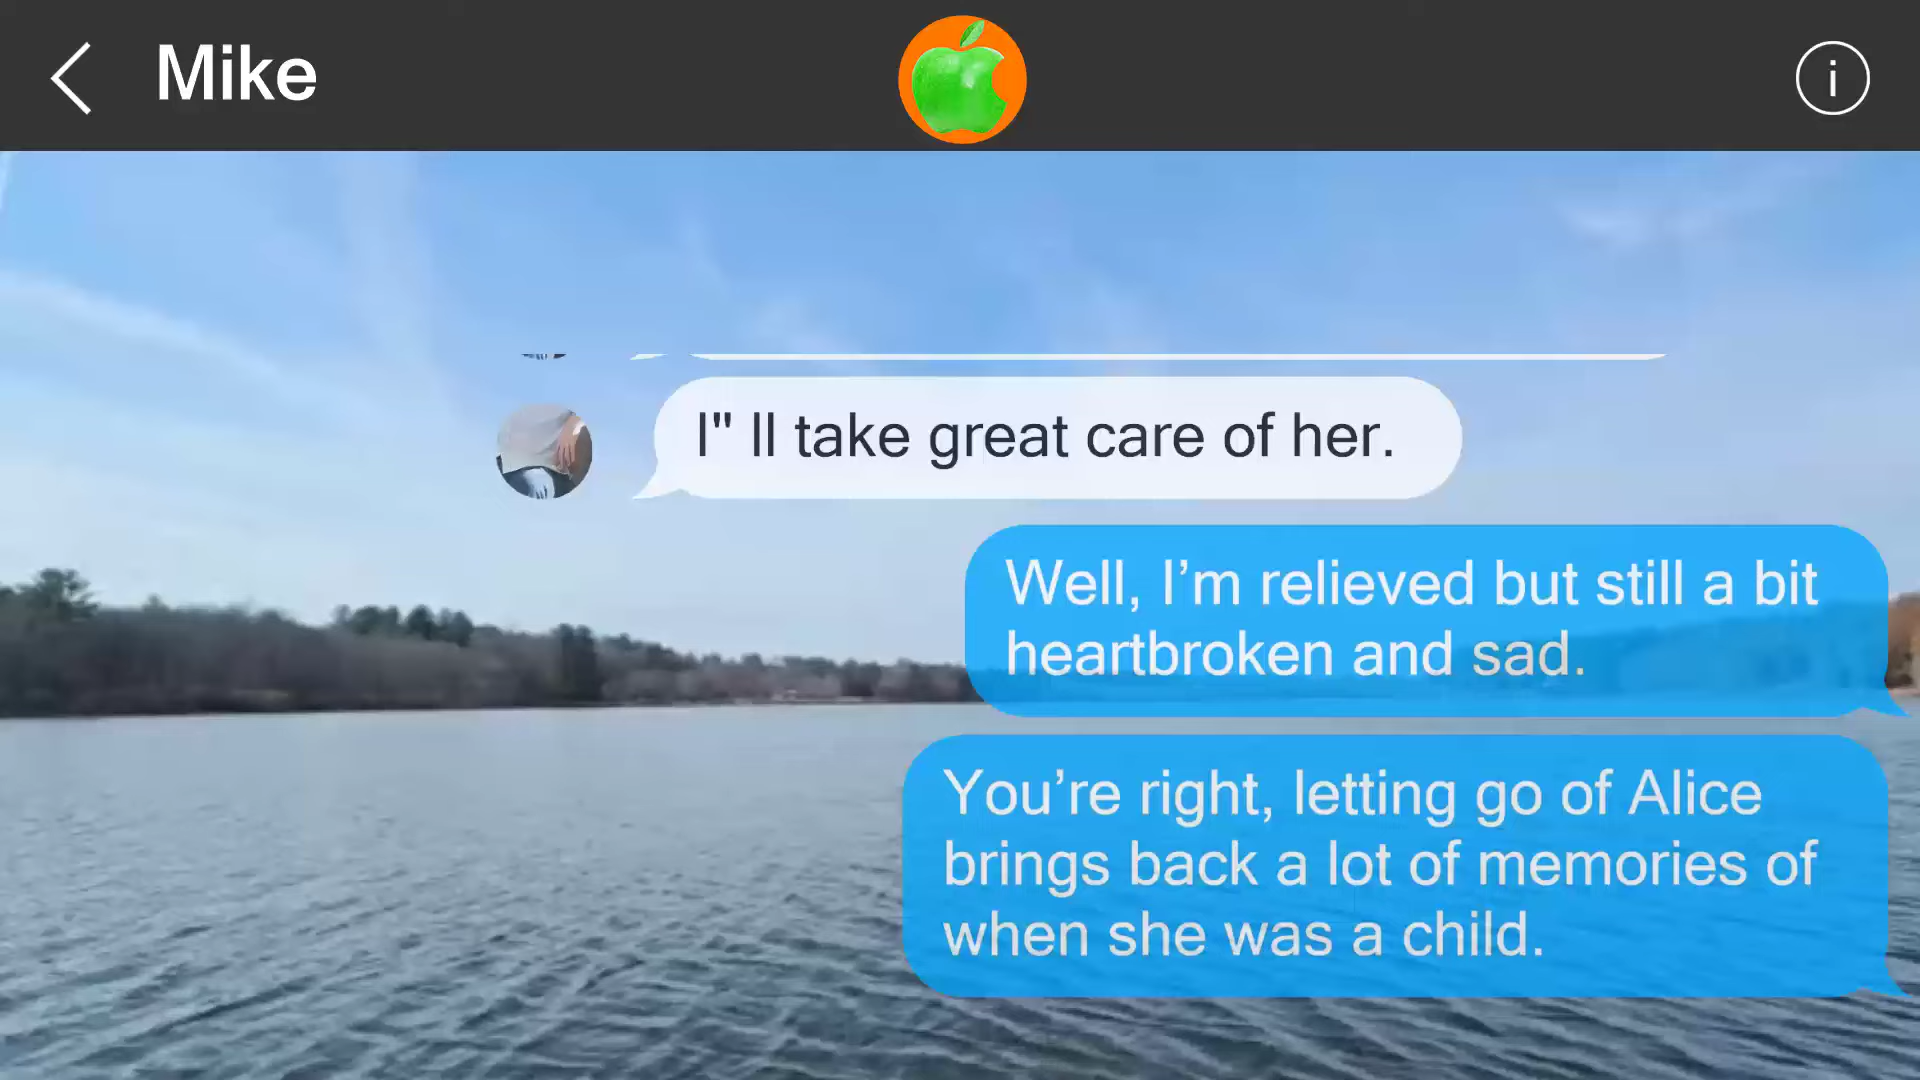 Mike
i
I" ll take great care of her.
Well, I’m relieved but still a bit
heartbroken and sad.
You’re right, letting go of Alice
brings back a lot of memories of
when she was a child.